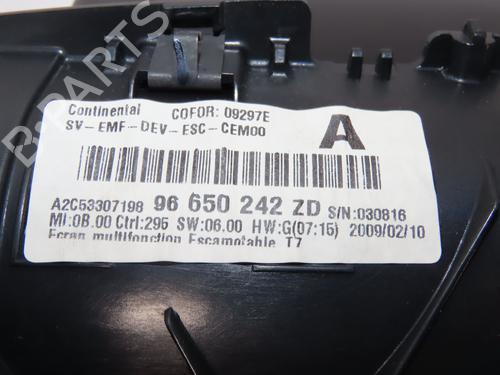 Continental COFOR: 09297E
SV-EMF-DEV-ESC-CEM00
A
A2C53307198 96 650 242 ZD S/N:030816
MI:0B.00 Ctrl:295 SW:06.00 HW:G(07:15) 2009/02/10
Ecran multifonction Escamotable T7
B-PARTS